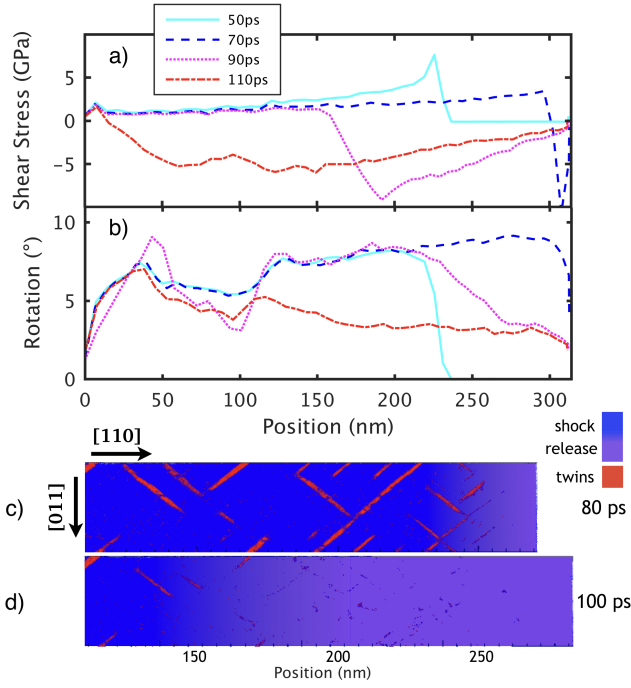 50ps
70ps
90ps
110ps
a)
Shear Stress (GPa)
5
0
−5
b)
Rotation (°)
10
5
0
0 50 100 150 200 250 300
Position (nm)
[110]
shock
release
twins
c)
[011]
80 ps
d)
100 ps
150 200 250
Position (nm)